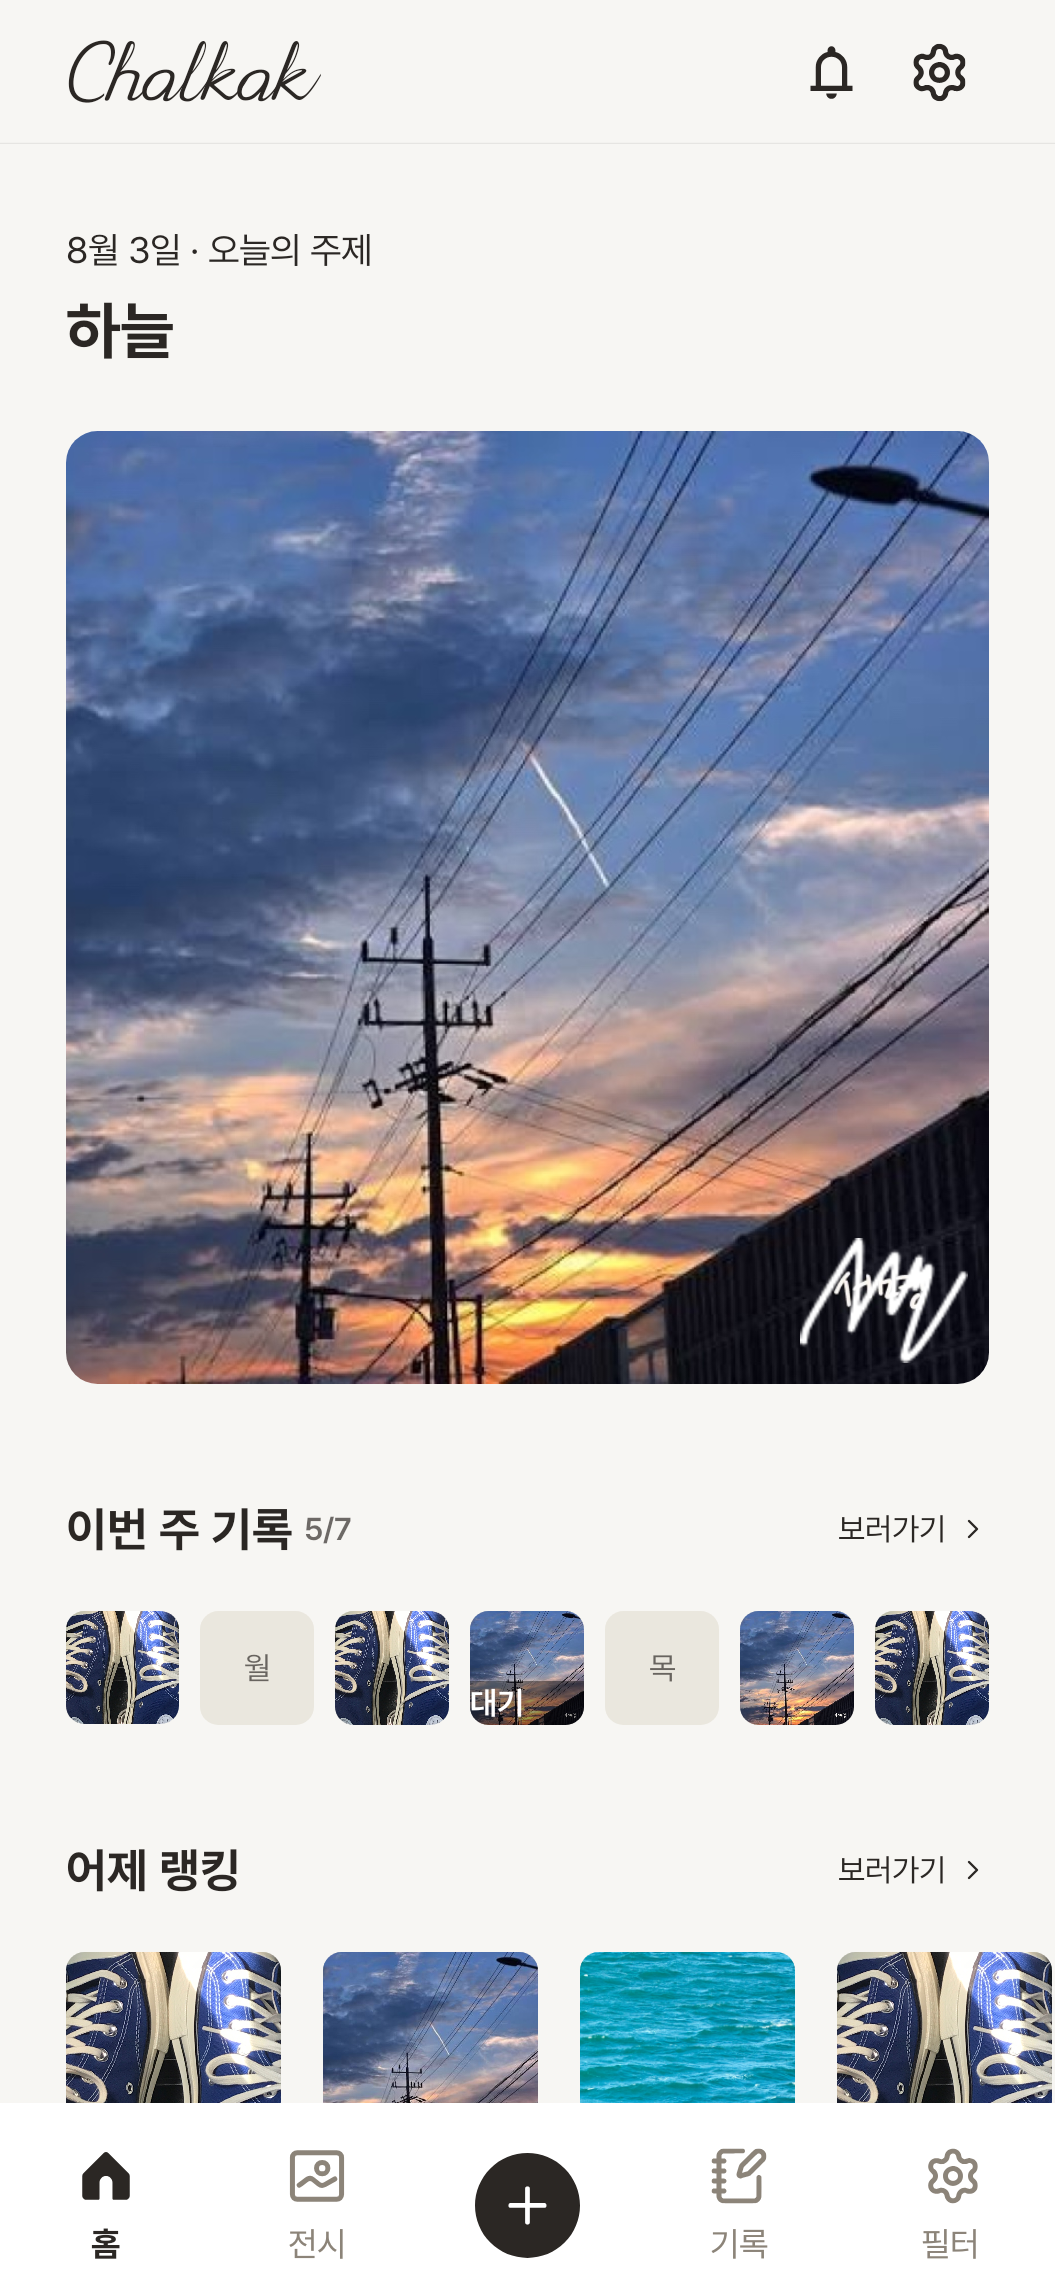 Chalkak
8월 3일 · 오늘의 주제
하늘
이번 주 기록 5/7
보러가기
월
대기
목
어제 랭킹
보러가기
홈
전시
기록
필터